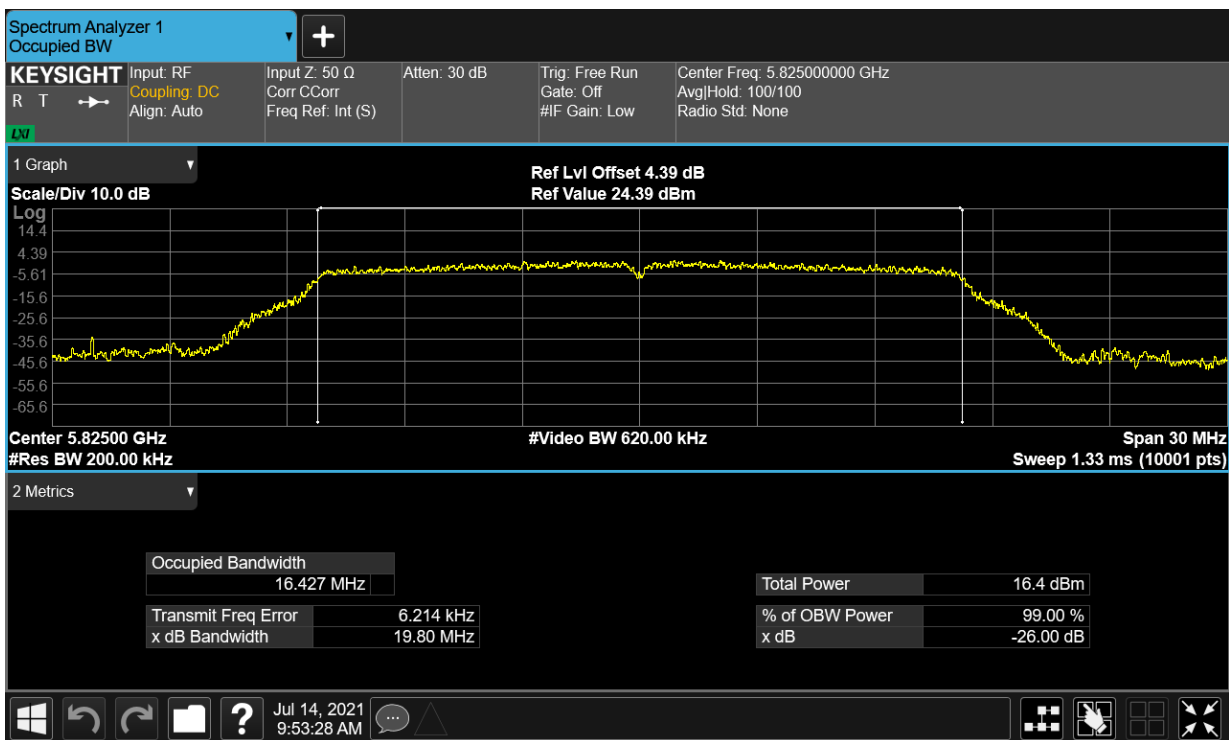 Spectrum Analyzer 1
Occupied BW
+
KEYSIGHT
R T
LXI
Input: RF
Coupling: DC
Align: Auto
Input Z: 50 Ω
Corr CCorr
Freq Ref: Int (S)
Atten: 30 dB
Trig: Free Run
Gate: Off
#IF Gain: Low
Center Freq: 5.825000000 GHz
Avg|Hold: 100/100
Radio Std: None
1 Graph
Ref Lvl Offset 4.39 dB
Scale/Div 10.0 dB
Ref Value 24.39 dBm
Log
14.4
4.39
-5.61
-15.6
-25.6
-35.6
-45.6
-55.6
-65.6
Center 5.82500 GHz
#Video BW 620.00 kHz
Span 30 MHz
#Res BW 200.00 kHz
Sweep 1.33 ms (10001 pts)
2 Metrics
Occupied Bandwidth
16.427 MHz
Total Power 16.4 dBm
Transmit Freq Error 6.214 kHz
% of OBW Power 99.00 %
x dB Bandwidth 19.80 MHz
x dB -26.00 dB
?
Jul 14, 2021
9:53:28 AM